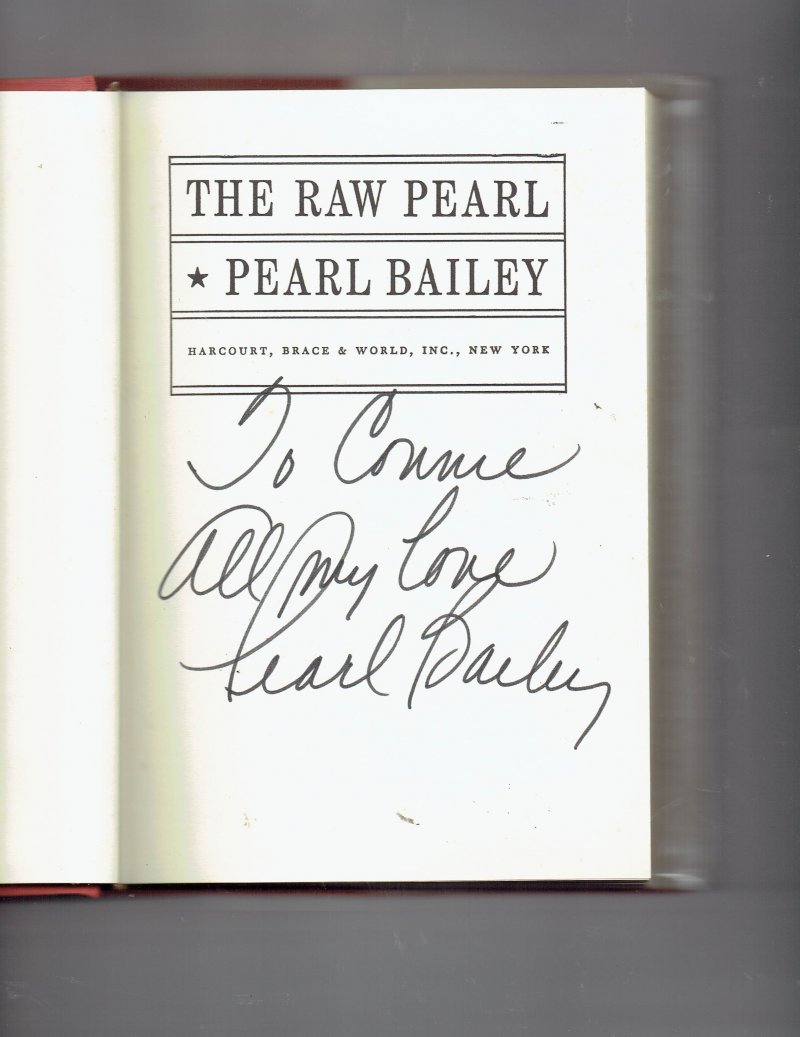 THE RAW PEARL
★ PEARL BAILEY
HARCOURT, BRACE & WORLD, INC., NEW YORK
To Connie
All my love
Pearl Bailey